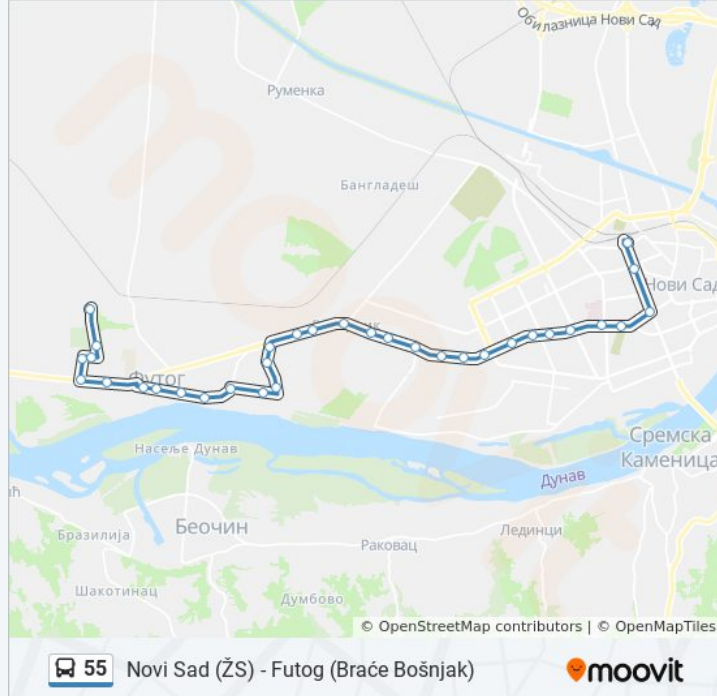 Обилазница Нови Сад
Руменка
Бангладеш
Нови Сад
Футог
Насеље Дунав
Сремска
Каменица
Дунав
Беочин
Бразилија
Раковац
Лединци
Шакотинац
Думбово
© OpenStreetMap contributors | © OpenMapTiles
55 Novi Sad (ŽS) - Futog (Braće Bošnjak)
moovit